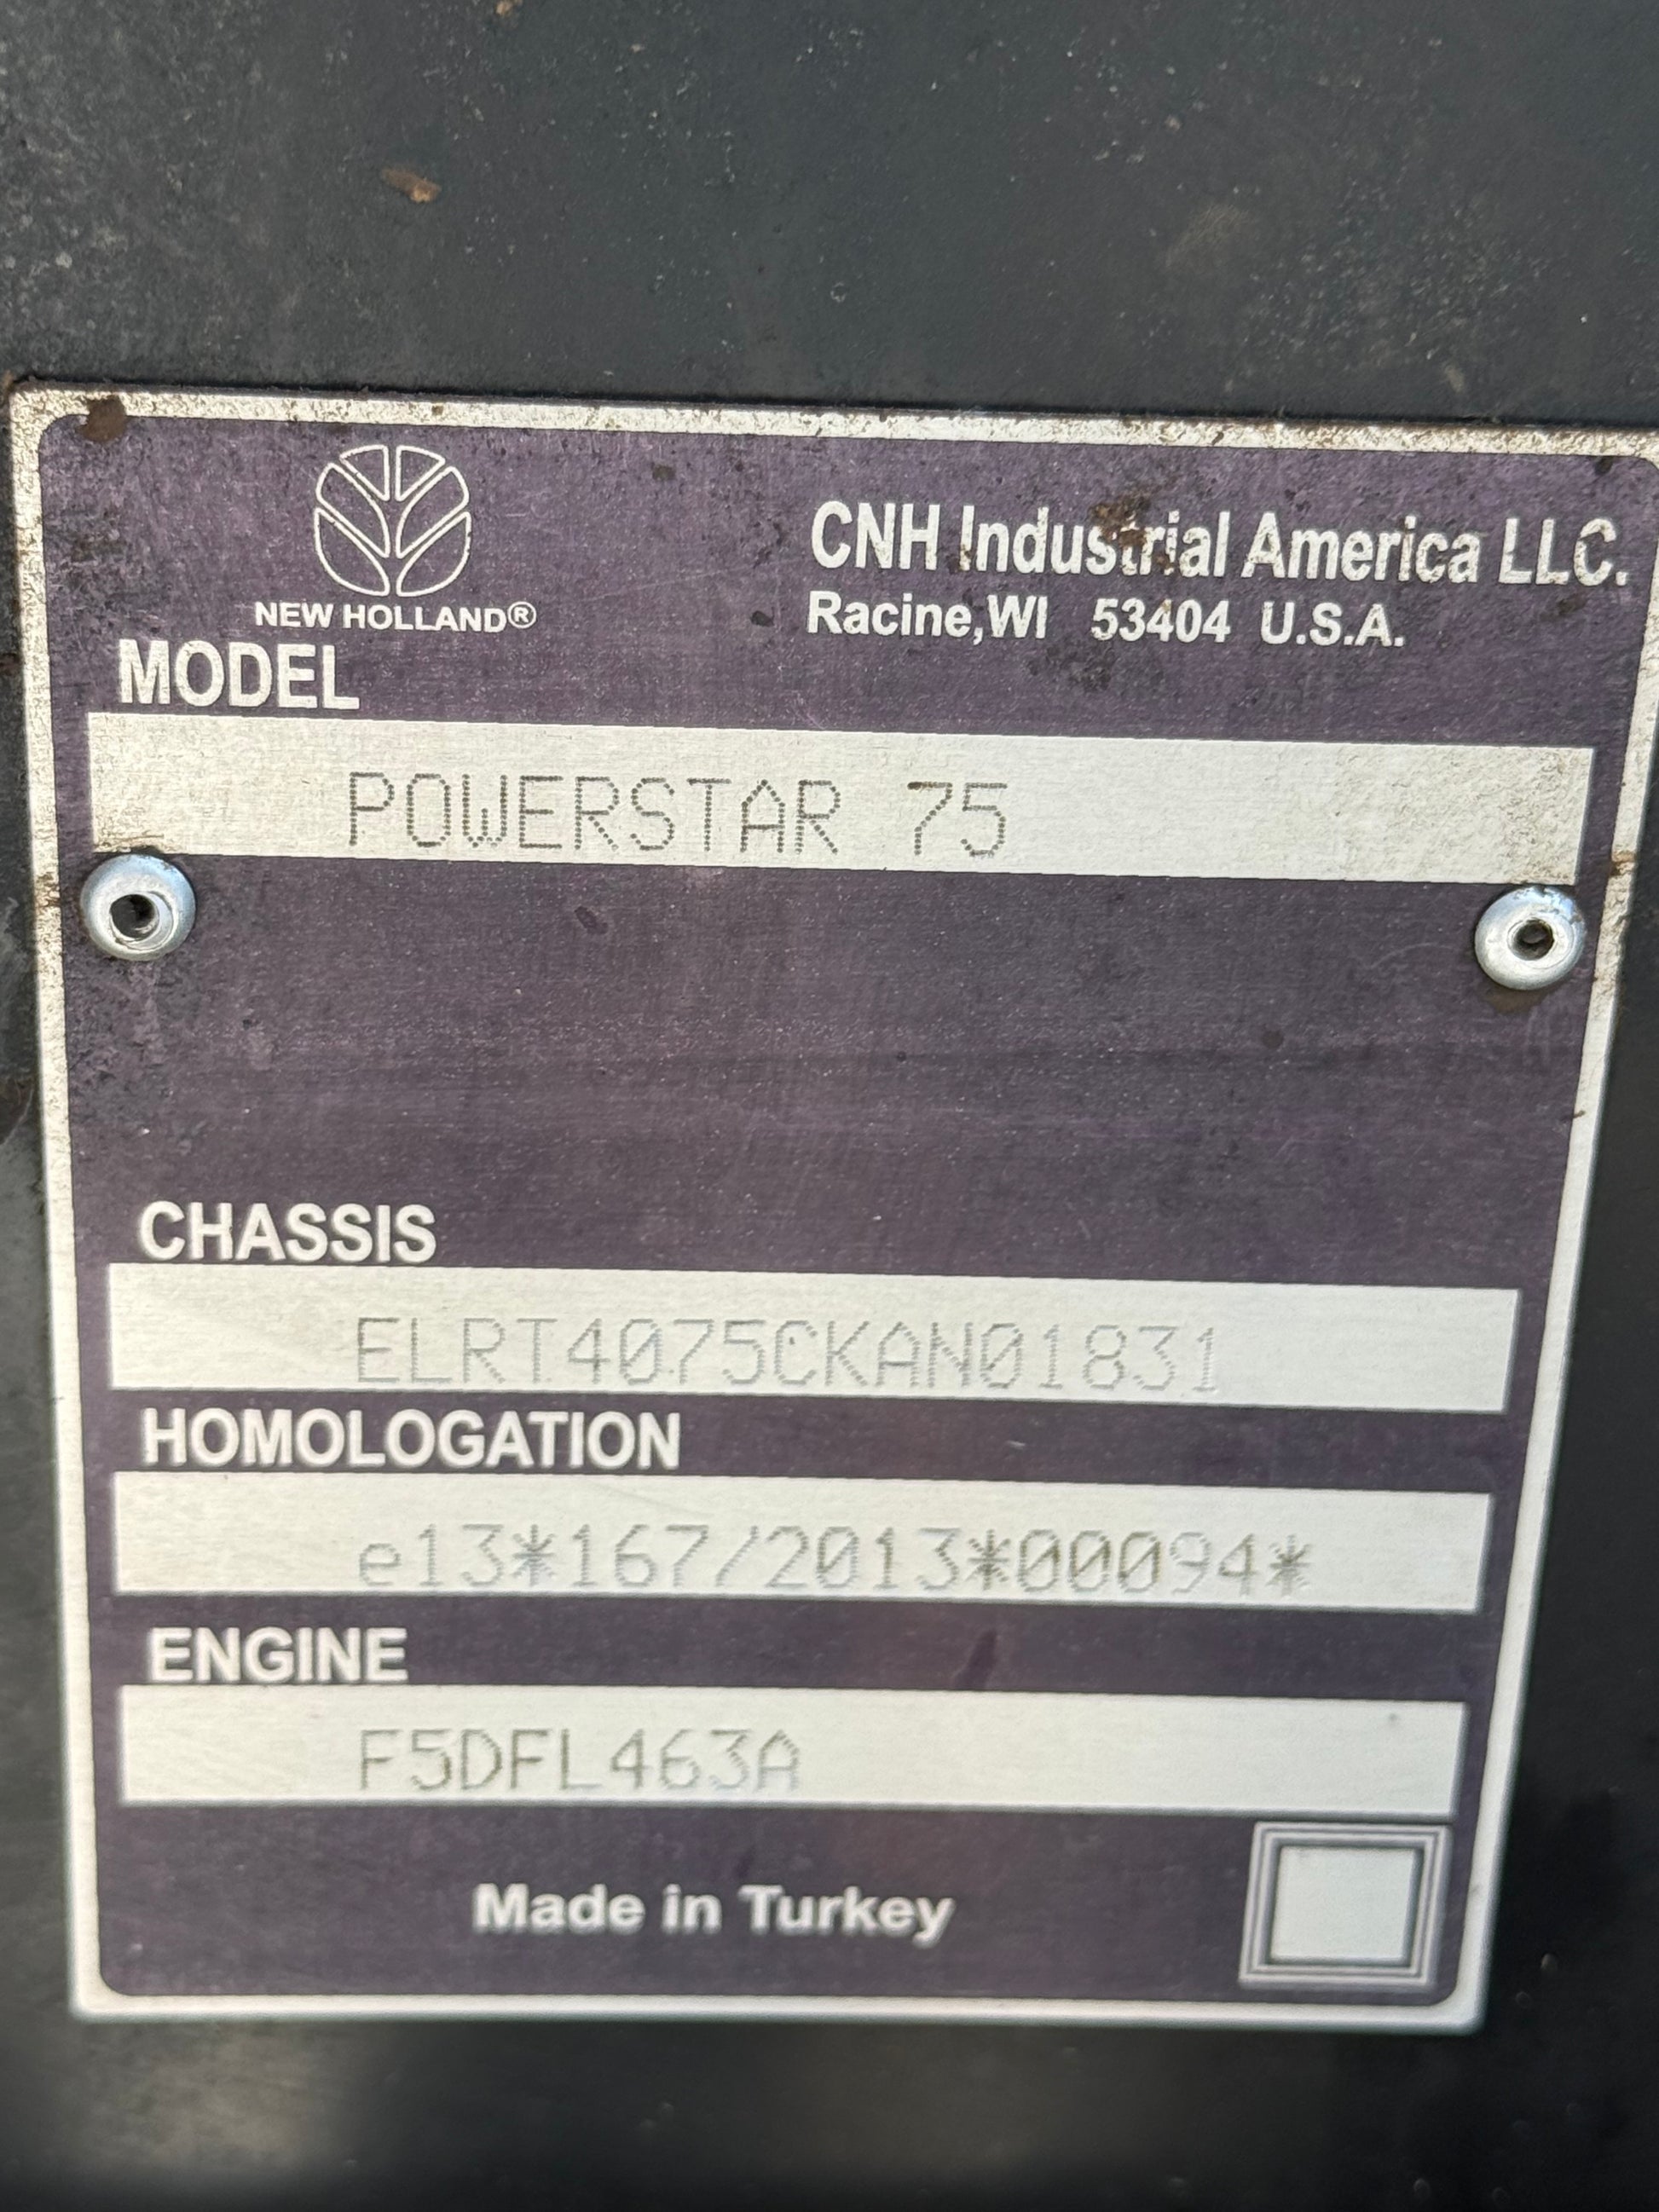 NEW HOLLAND®
CNH Industrial America LLC.
Racine,WI 53404 U.S.A.
MODEL
POWERSTAR 75
CHASSIS
ELRT4075CKAN01831
HOMOLOGATION
e13*167/2013*00094*
ENGINE
F5DFL463A
Made in Turkey